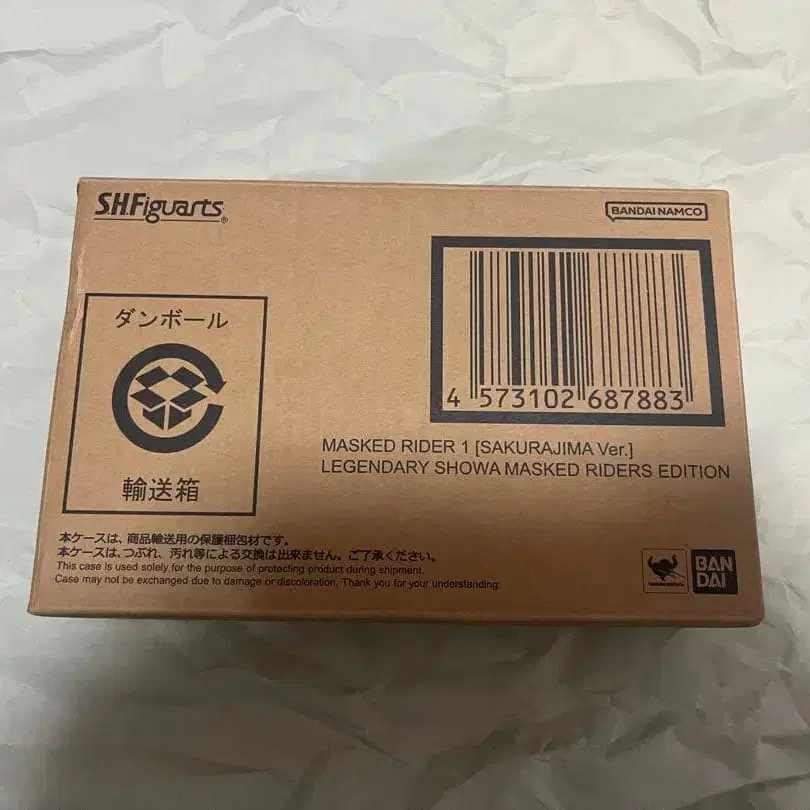 S.H.Figuarts®
BANDAI NAMCO
ダンボール
輸送箱
4 573102 687883
MASKED RIDER 1 [SAKURAJIMA Ver.]
LEGENDARY SHOWA MASKED RIDERS EDITION
本ケースは、商品輸送用の保護梱包材です。
本ケースは、つぶれ、汚れ等による交換は出来ません。ご了承ください。
This case is used solely for the purpose of protecting product during shipment.
Case may not be exchanged due to damage or discoloration. Thank you for your understanding.
BAN
DAI